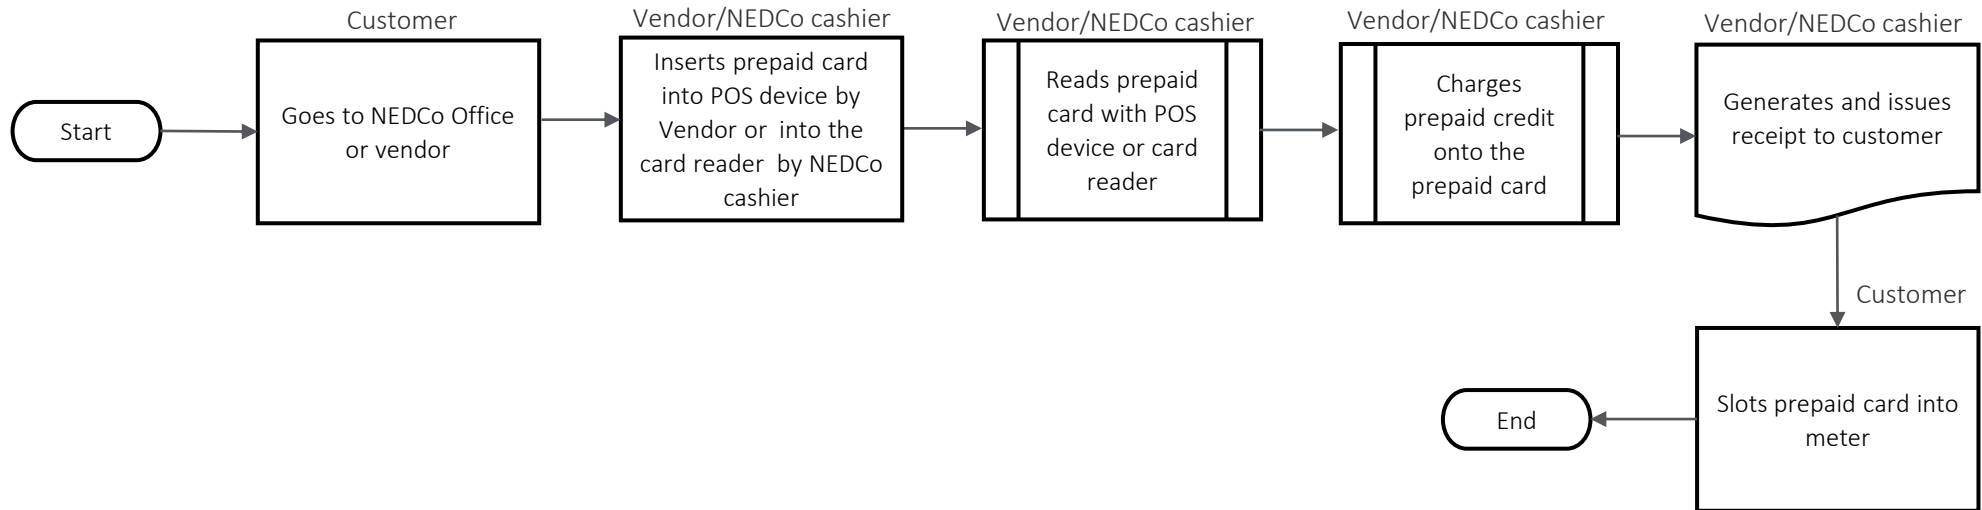 Start
Customer
Goes to NEDCo Office
or vendor
Vendor/NEDCo cashier
Inserts prepaid card
into POS device by
Vendor or  into the
card reader  by NEDCo
cashier
Vendor/NEDCo cashier
Reads prepaid
card with POS
device or card
reader
Vendor/NEDCo cashier
Charges
prepaid credit
onto the
prepaid card
Vendor/NEDCo cashier
Generates and issues
receipt to customer
Customer
Slots prepaid card into
meter
End